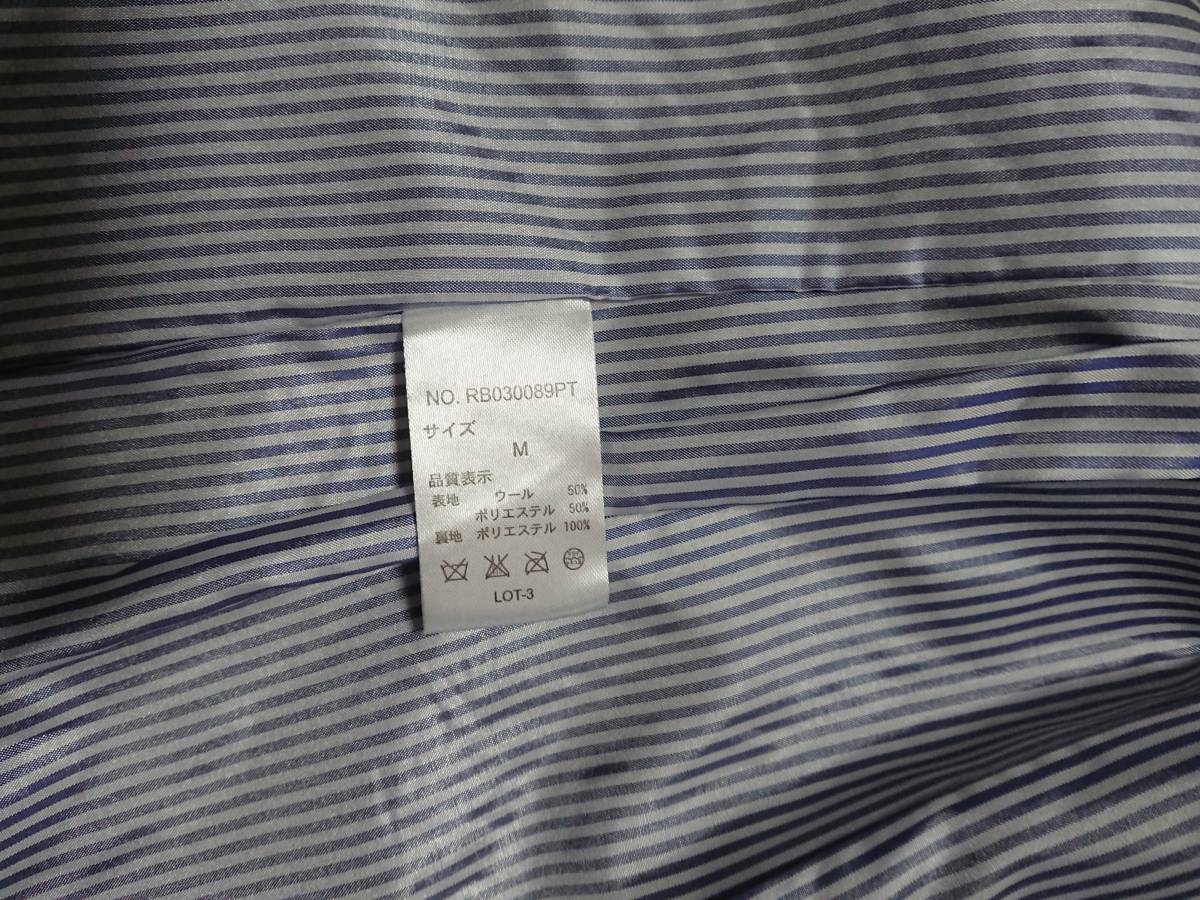 NO. RB030089PT
サイズ
M
品質表示
表地 ウール 50%
ポリエステル 50%
裏地 ポリエステル 100%
LOT-3